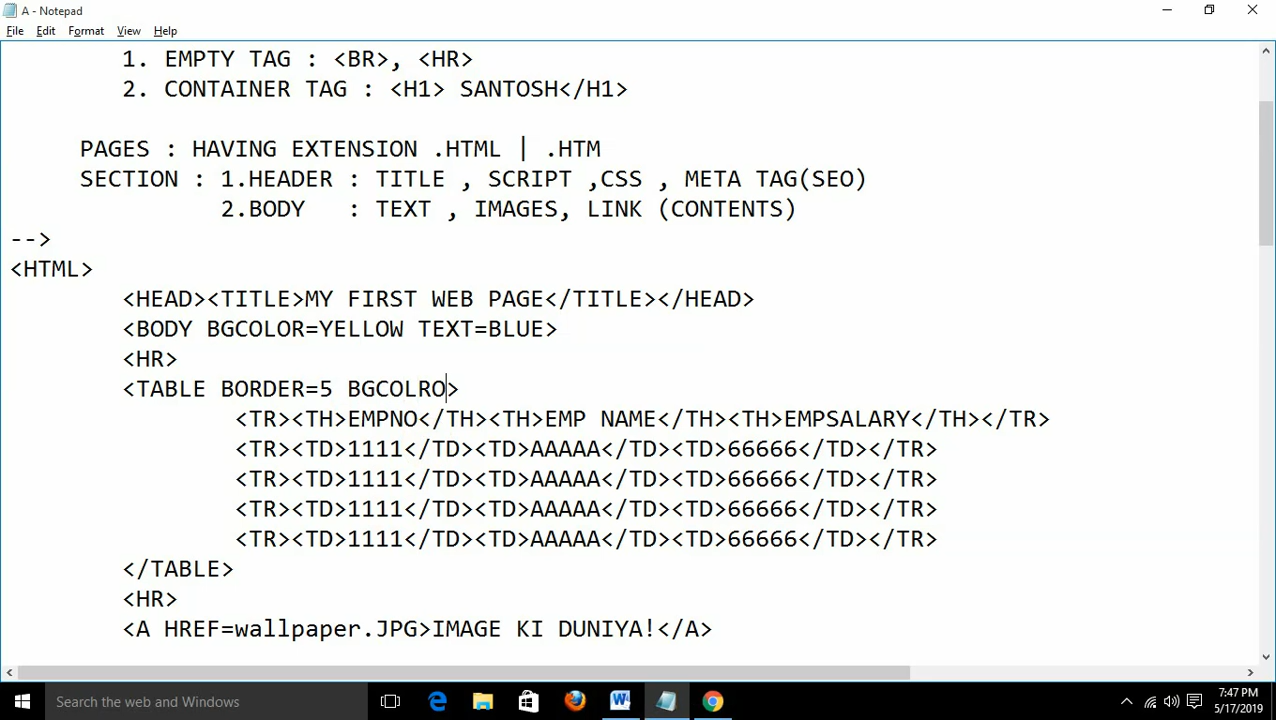 A - Notepad
File Edit Format View Help
1. EMPTY TAG : <BR>, <HR>
2. CONTAINER TAG : <H1> SANTOSH</H1>
PAGES : HAVING EXTENSION .HTML | .HTM
SECTION : 1.HEADER : TITLE , SCRIPT ,CSS , META TAG(SEO)
2.BODY : TEXT , IMAGES, LINK (CONTENTS)
-->
<HTML>
<HEAD><TITLE>MY FIRST WEB PAGE</TITLE></HEAD>
<BODY BGCOLOR=YELLOW TEXT=BLUE>
<HR>
<TABLE BORDER=5 BGCOLRO>
<TR><TH>EMPNO</TH><TH>EMP NAME</TH><TH>EMPSALARY</TH></TR>
<TR><TD>1111</TD><TD>AAAAA</TD><TD>66666</TD></TR>
<TR><TD>1111</TD><TD>AAAAA</TD><TD>66666</TD></TR>
<TR><TD>1111</TD><TD>AAAAA</TD><TD>66666</TD></TR>
<TR><TD>1111</TD><TD>AAAAA</TD><TD>66666</TD></TR>
</TABLE>
<HR>
<A HREF=wallpaper.JPG>IMAGE KI DUNIYA!</A>
Search the web and Windows
7:47 PM
5/17/2019